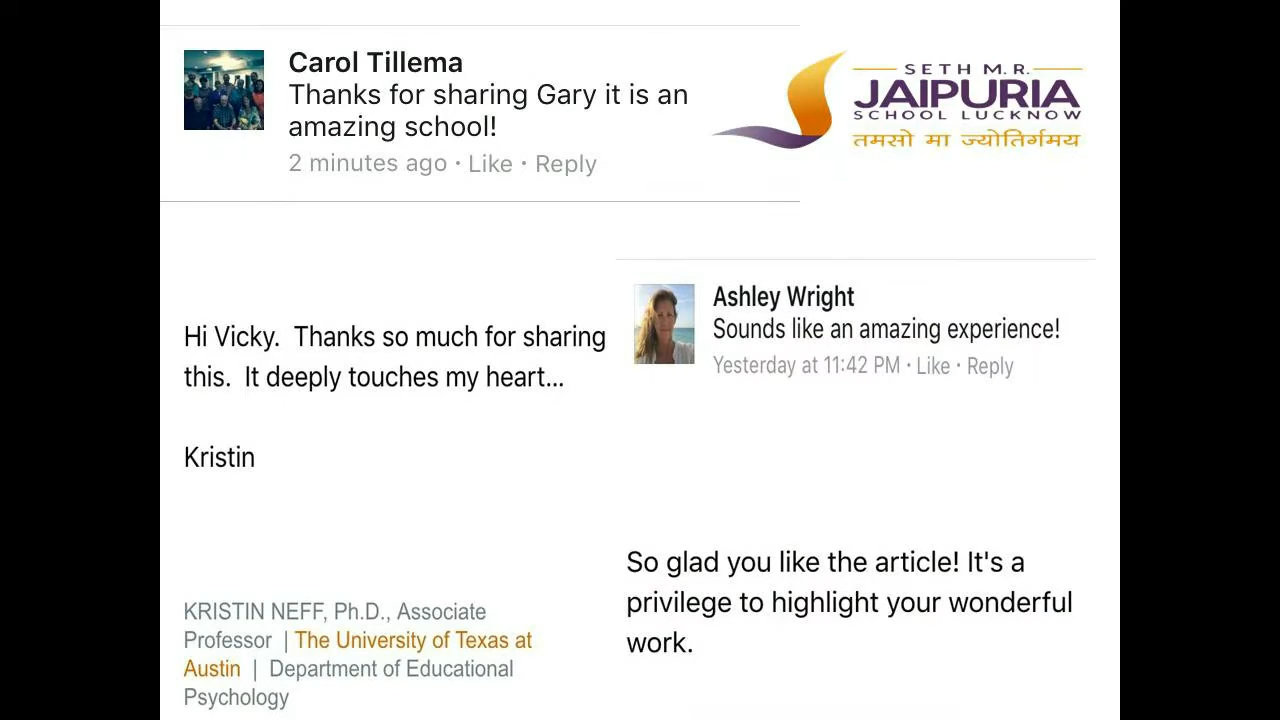 Carol Tillema
Thanks for sharing Gary it is an
amazing school!
2 minutes ago · Like · Reply
SETH M.R.
JAIPURIA
SCHOOL LUCKNOW
तमसो मा ज्योतिर्गमय
Hi Vicky.  Thanks so much for sharing
this.  It deeply touches my heart...
Kristin
KRISTIN NEFF, Ph.D., Associate
Professor  | The University of Texas at
Austin  |  Department of Educational
Psychology
Ashley Wright
Sounds like an amazing experience!
Yesterday at 11:42 PM · Like · Reply
So glad you like the article! It's a
privilege to highlight your wonderful
work.